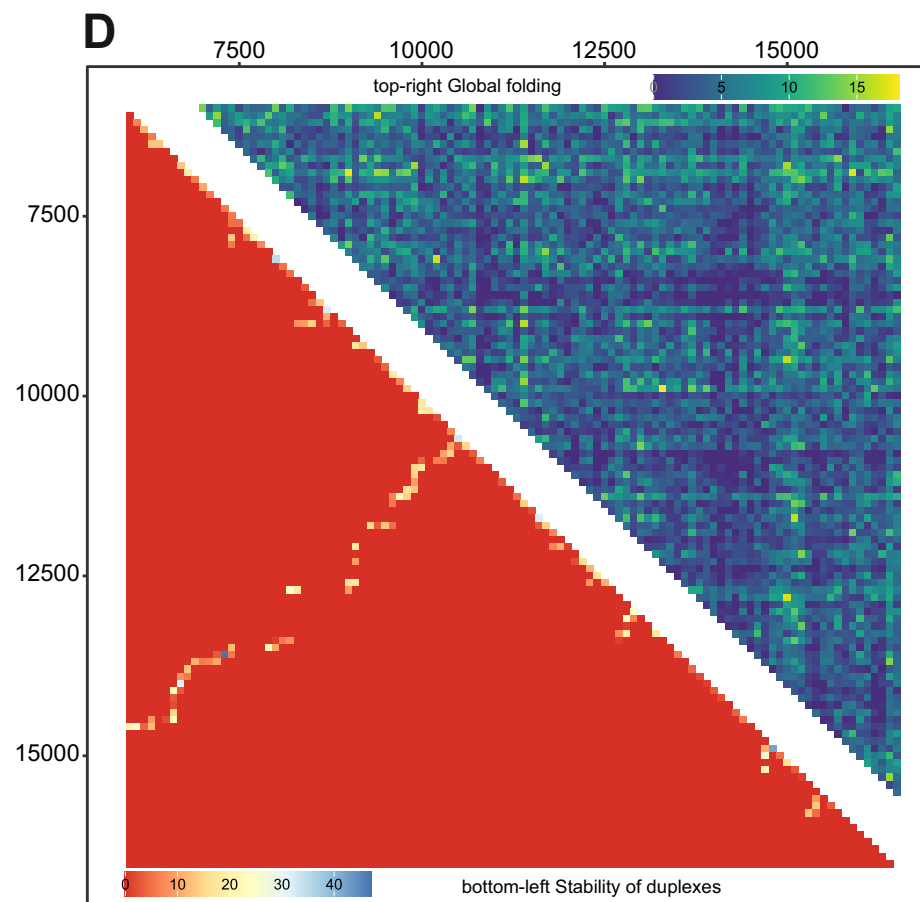 D
7500 10000 12500 15000
top-right Global folding
0 5 10 15
7500
10000
12500
15000
0 10 20 30 40
bottom-left Stability of duplexes